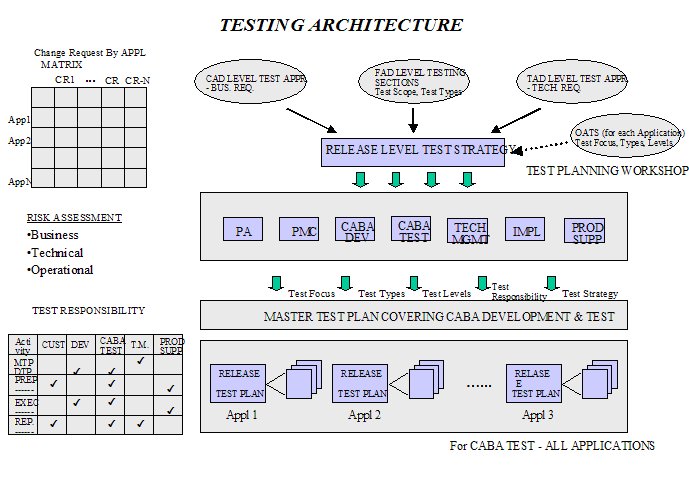 TESTING ARCHITECTURE
Change Request By APPL
MATRIX
CR1 ... CR CR-N
App1
App2
AppN
CAD LEVEL TEST APPR.
- BUS. REQ.
FAD LEVEL TESTING
SECTIONS
Test Scope, Test Types
TAD LEVEL TEST APPR.
- TECH REQ.
OATS (for each Application)
Test Focus, Types, Levels
RELEASE LEVEL TEST STRATEGY
TEST PLANNING WORKSHOP
RISK ASSESSMENT
•Business
•Technical
•Operational
PA
PMC
CABA
DEV
CABA
TEST
TECH
MGMT
IMPL
PROD
SUPP
Test Focus
Test Types
Test Levels
Test
Responsibility
Test Strategy
MASTER TEST PLAN COVERING CABA DEVELOPMENT & TEST
TEST RESPONSIBILITY
Acti
vity
CUST
DEV
CABA
TEST
T.M.
PROD
SUPP
MTP ✓
DTP ✓ ✓
PREP ✓ ✓
------ ✓
EXEC ✓ ✓
------ ✓
REP. ✓ ✓ ✓
------
RELEASE
TEST PLAN
Appl 1
RELEASE
TEST PLAN
Appl 2
......
RELASE
E
TEST PLAN
Appl 3
For CABA TEST - ALL APPLICATIONS